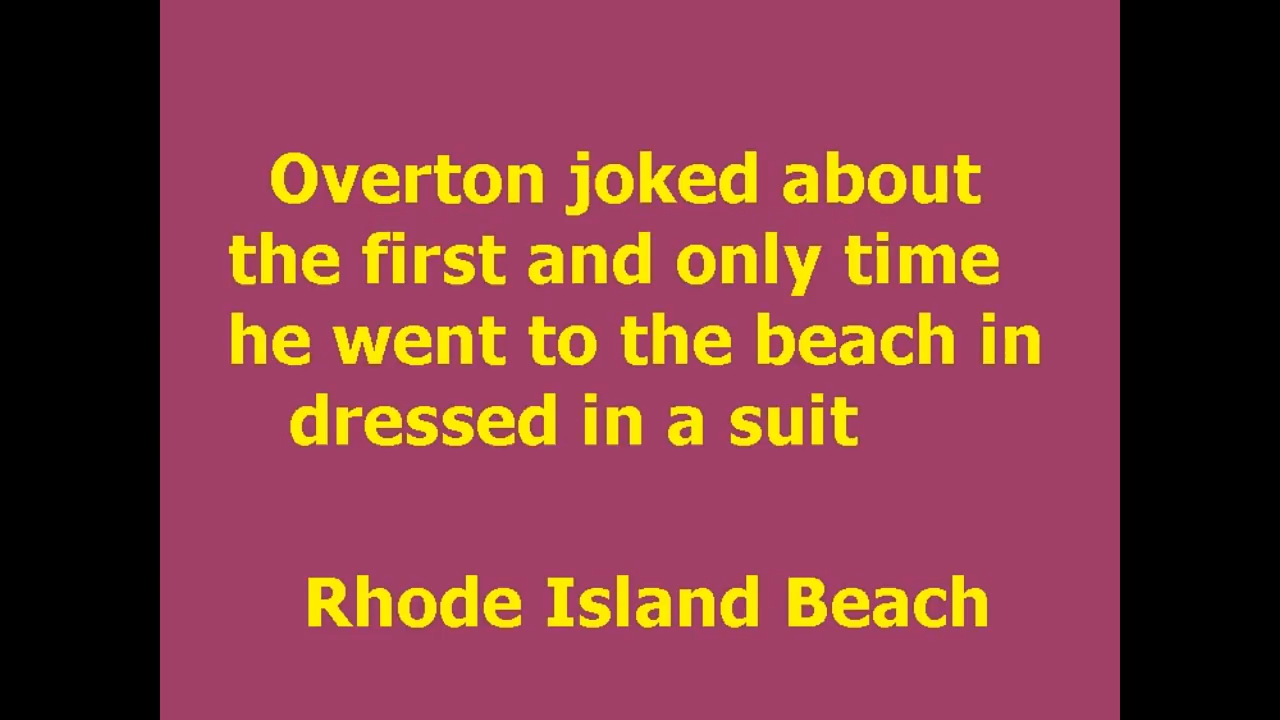 Overton joked about
the first and only time
he went to the beach in
dressed in a suit
Rhode Island Beach